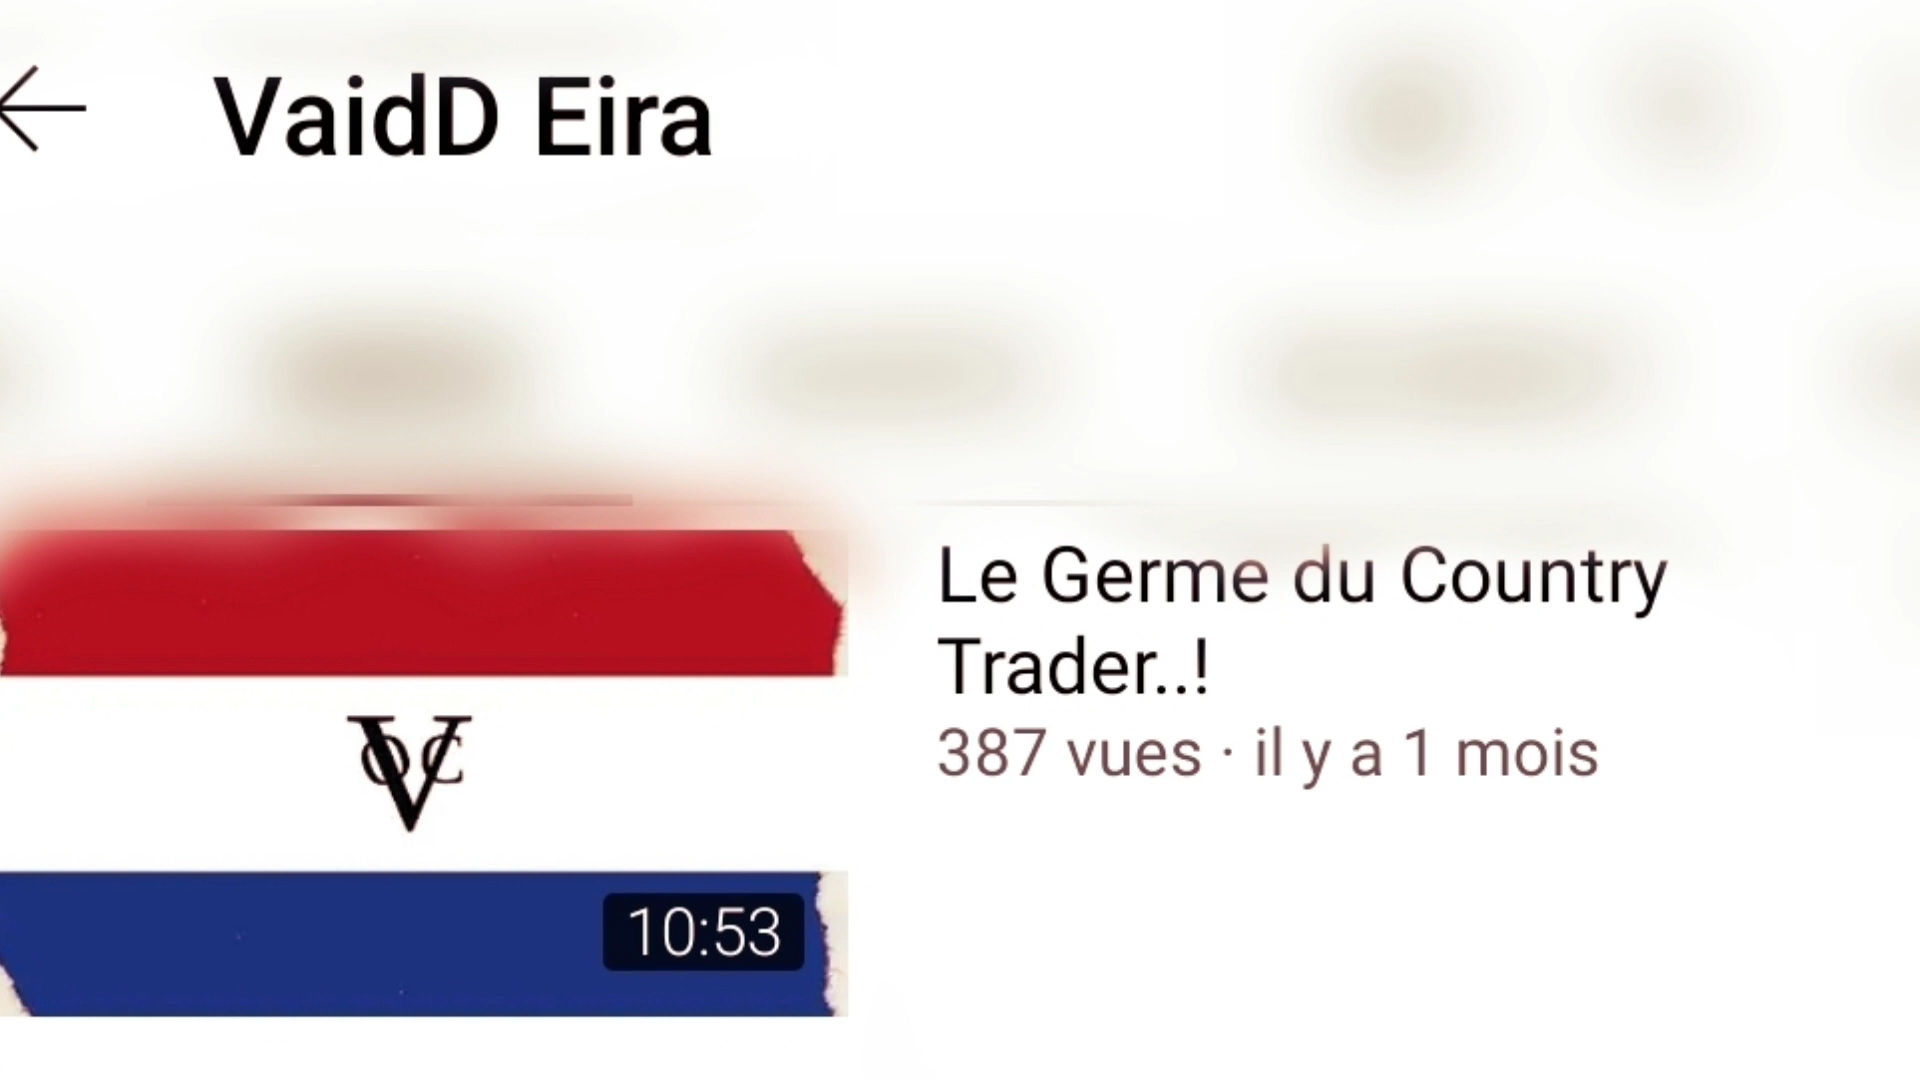 VaidD Eira
Le Germe du Country
Trader..!
387 vues · il y a 1 mois
VOC
10:53